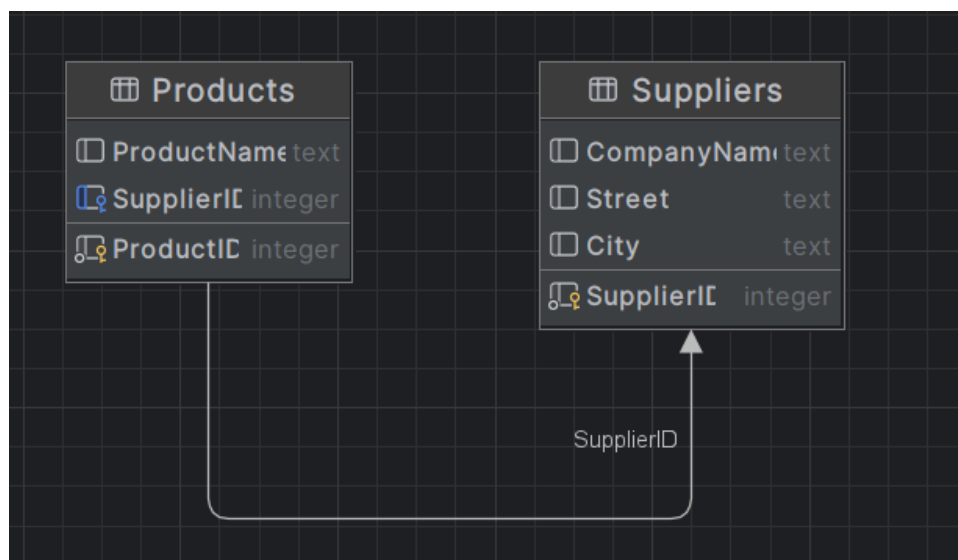 Products
ProductName text
SupplierID integer
ProductID integer
Suppliers
CompanyName text
Street text
City text
SupplierID integer
SupplierID